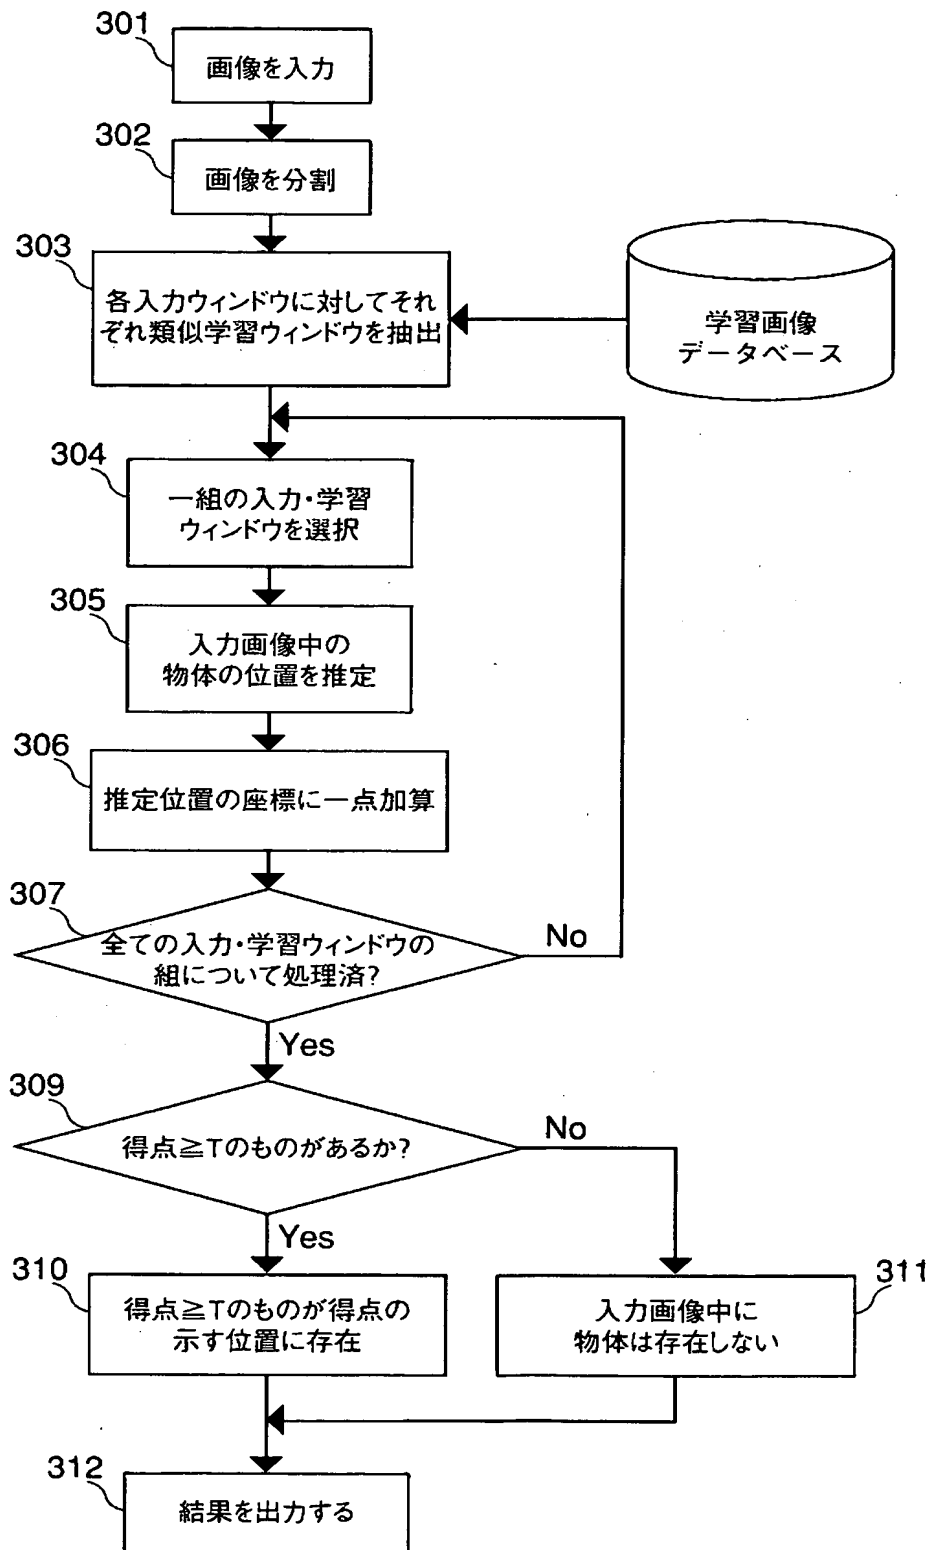 301
画像を入力
302
画像を分割
303
各入力ウィンドウに対してそれ
ぞれ類似学習ウィンドウを抽出
学習画像
データベース
304
一組の入力・学習
ウィンドウを選択
305
入力画像中の
物体の位置を推定
306
推定位置の座標に一点加算
307
全ての入力・学習ウィンドウの
組について処理済?
No
Yes
309
得点≧Tのものがあるか?
No
Yes
310
得点≧Tのものが得点の
示す位置に存在
311
入力画像中に
物体は存在しない
312
結果を出力する